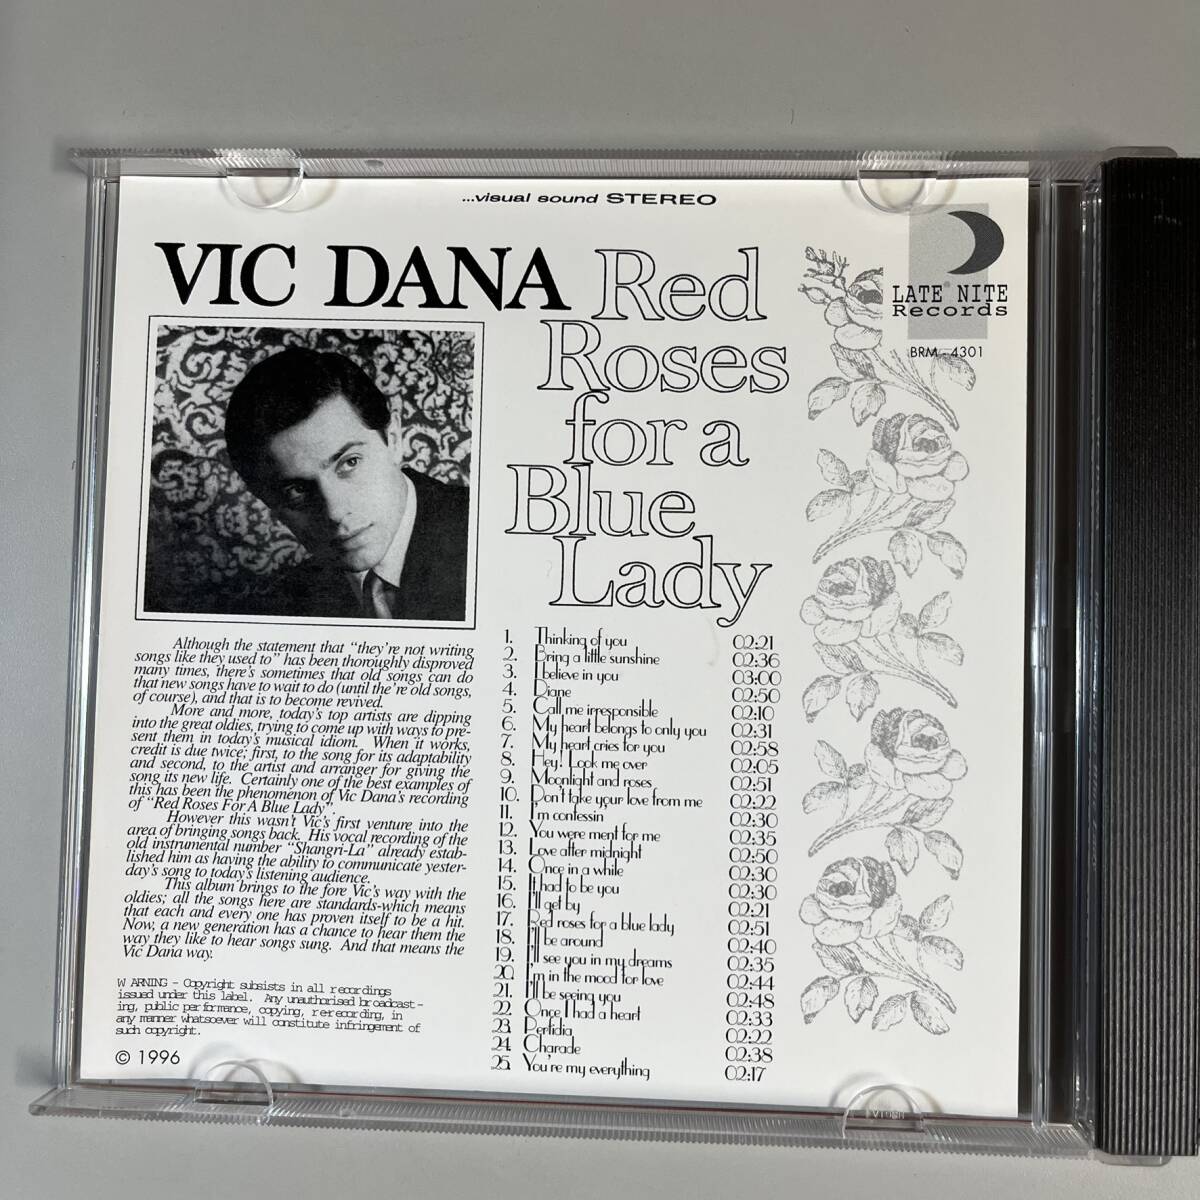 ...visual sound STEREO
VIC DANA Red
Roses
for a
Blue
Lady
LATE NITE
Records
BRM - 4301
Although the statement that "they're not writing
songs like they used to" has been thoroughly disproved
many times, there's sometimes that old songs can do
that new songs have to wait to do (until the're old songs,
of course), and that is to become revived.
More and more, today's top artists are dipping
into the great oldies, trying to come up with ways to pre-
sent them in today's musical idiom. When it works,
credit is due twice; first, to the song for its adaptability
and second, to the artist and arranger for giving the
song its new life. Certainly one of the best examples of
this has been the phenomenon of Vic Dana's recording
of "Red Roses For A Blue Lady".
However this wasn't Vic's first venture into the
area of bringing songs back. His vocal recording of the
old instrumental number "Shangri-La" already estab-
lished him as having the ability to communicate yester-
day's song to today's listening audience.
This album brings to the fore Vic's way with the
oldies; all the songs here are standards-which means
that each and every one has proven itself to be a hit.
Now, a new generation has a chance to hear them the
way they like to hear songs sung. And that means the
Vic Dana way.
WARNING - Copyright subsists in all recordings
issued under this label. Any unauthorised broadcast-
ing, public performance, copying, re-recording, in
any manner whatsoever will constitute infringement of
such copyright.
© 1996
1. Thinking of you 02:21
2. Bring a little sunshine 02:36
3. I believe in you 03:00
4. Diane 02:50
5. Call me irresponsible 02:10
6. My heart belongs to only you 02:31
7. My heart cries for you 02:58
8. Hey! Look me over 02:05
9. Moonlight and roses 02:51
10. Don't take your love from me 02:22
11. I'm confessin' 02:30
12. You were ment for me 02:35
13. Love after midnight 02:50
14. Once in a while 02:30
15. It had to be you 02:30
16. I'll get by 02:21
17. Red roses for a blue lady 02:51
18. I'll be around 02:40
19. I'll see you in my dreams 02:35
20. I'm in the mood for love 02:44
21. I'll be seeing you 02:48
22. Once I had a heart 02:33
23. Perfidia 02:22
24. Charade 02:38
25. You're my everything 02:17